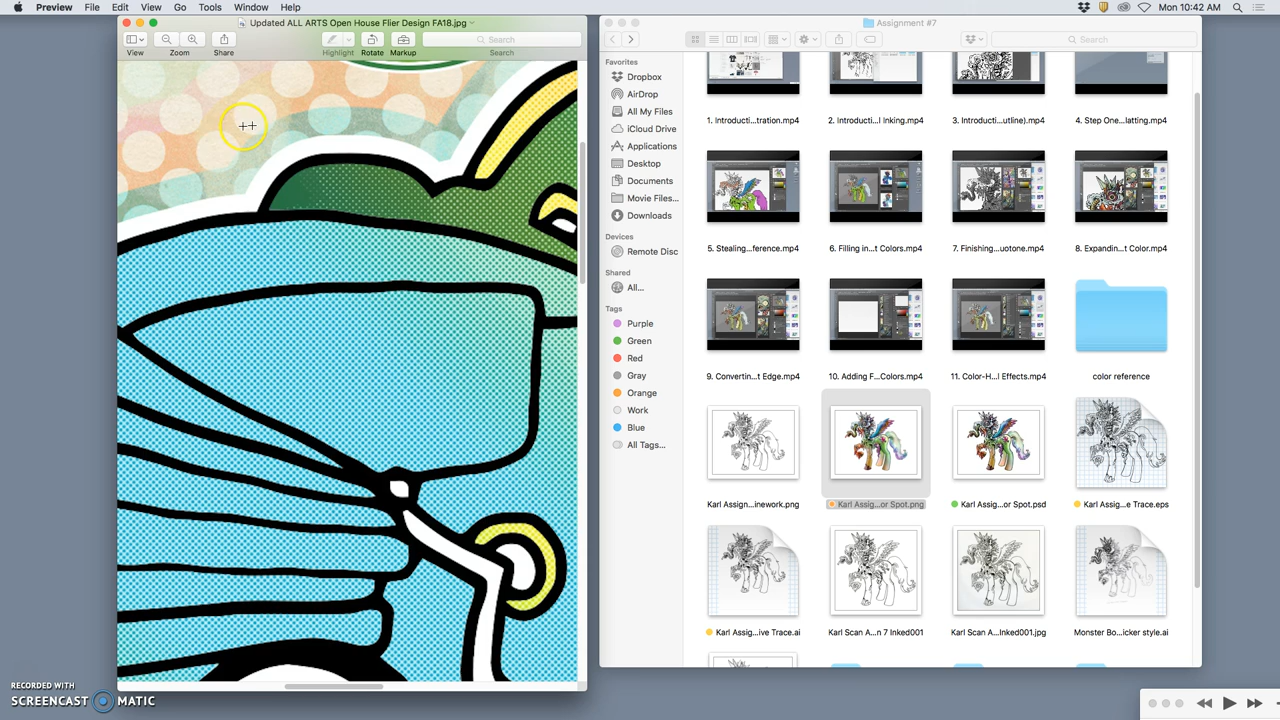 Preview File Edit View Go Tools Window Help Mon 10:42 AM
Updated ALL ARTS Open House Flier Design FA18.jpg
View Zoom Share Highlight Rotate Markup Search
Search
Assignment #7
Search
Favorites
Dropbox
AirDrop
All My Files
iCloud Drive
Applications
Desktop
Documents
Movie Files...
Downloads
Devices
Remote Disc
Shared
All...
Tags
Purple
Green
Red
Gray
Orange
Work
Blue
All Tags...
1. Introducti...tration.mp4 2. Introducti...l Inking.mp4 3. Introducti...utline).mp4 4. Step One...latting.mp4
5. Stealing...ference.mp4 6. Filling in...t Colors.mp4 7. Finishing...uotone.mp4 8. Expandin...t Color.mp4
9. Convertin...t Edge.mp4 10. Adding F...Colors.mp4 11. Color-H...l Effects.mp4 color reference
Karl Assign...inework.png Karl Assig...or Spot.png Karl Assig...or Spot.psd Karl Assig...e Trace.eps
Karl Assig...ive Trace.ai Karl Scan A...n 7 Inked001 Karl Scan A...Inked001.jpg Monster Bo...icker style.ai
RECORDED WITH
SCREENCAST MATIC